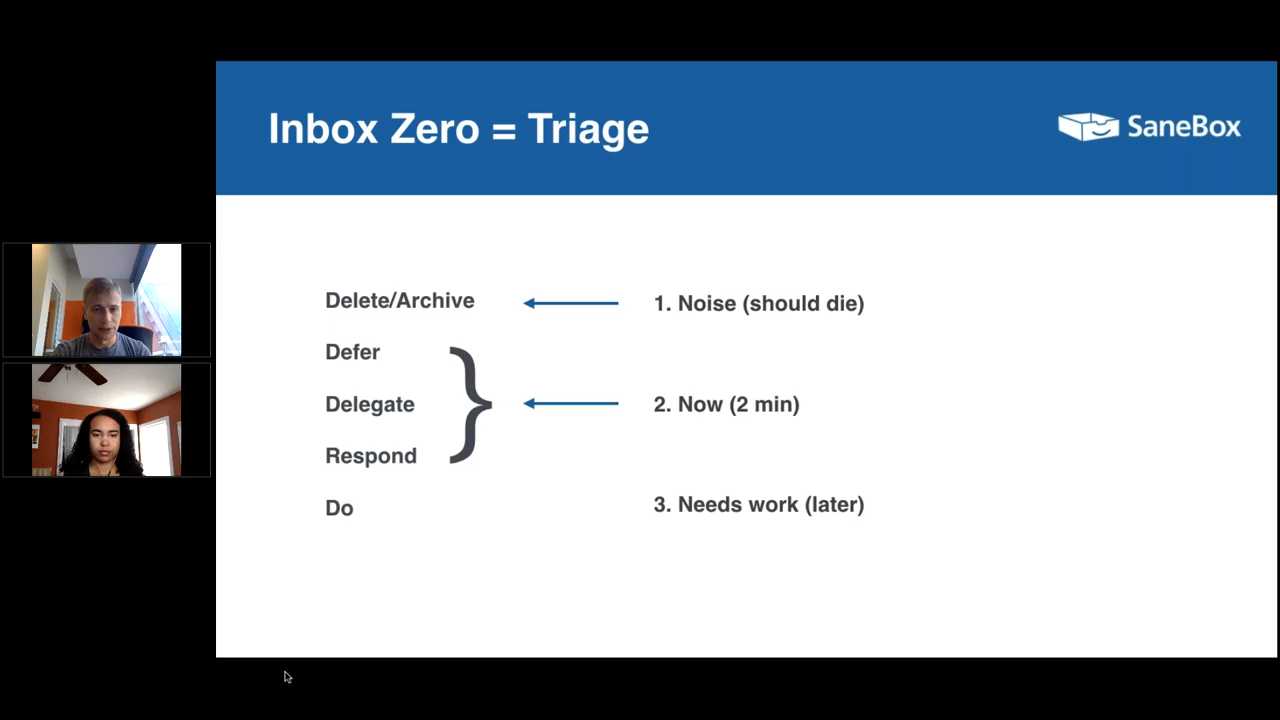 Inbox Zero = Triage
SaneBox
Delete/Archive
1. Noise (should die)
Defer
Delegate
2. Now (2 min)
Respond
Do
3. Needs work (later)